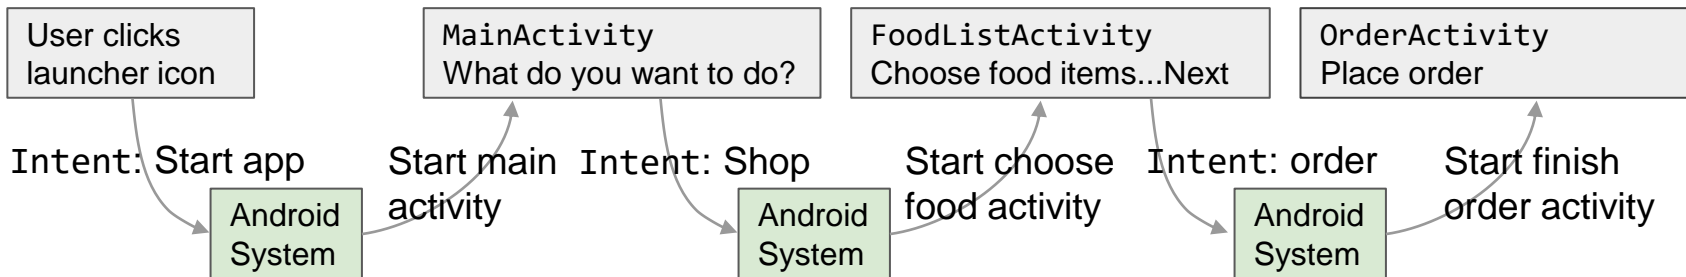 User clicks
launcher icon
MainActivity
What do you want to do?
FoodListActivity
Choose food items...Next
OrderActivity
Place order
Intent: Start app
Start main
activity
Intent: Shop
Start choose
food activity
Intent: order
Start finish
order activity
Android
System
Android
System
Android
System